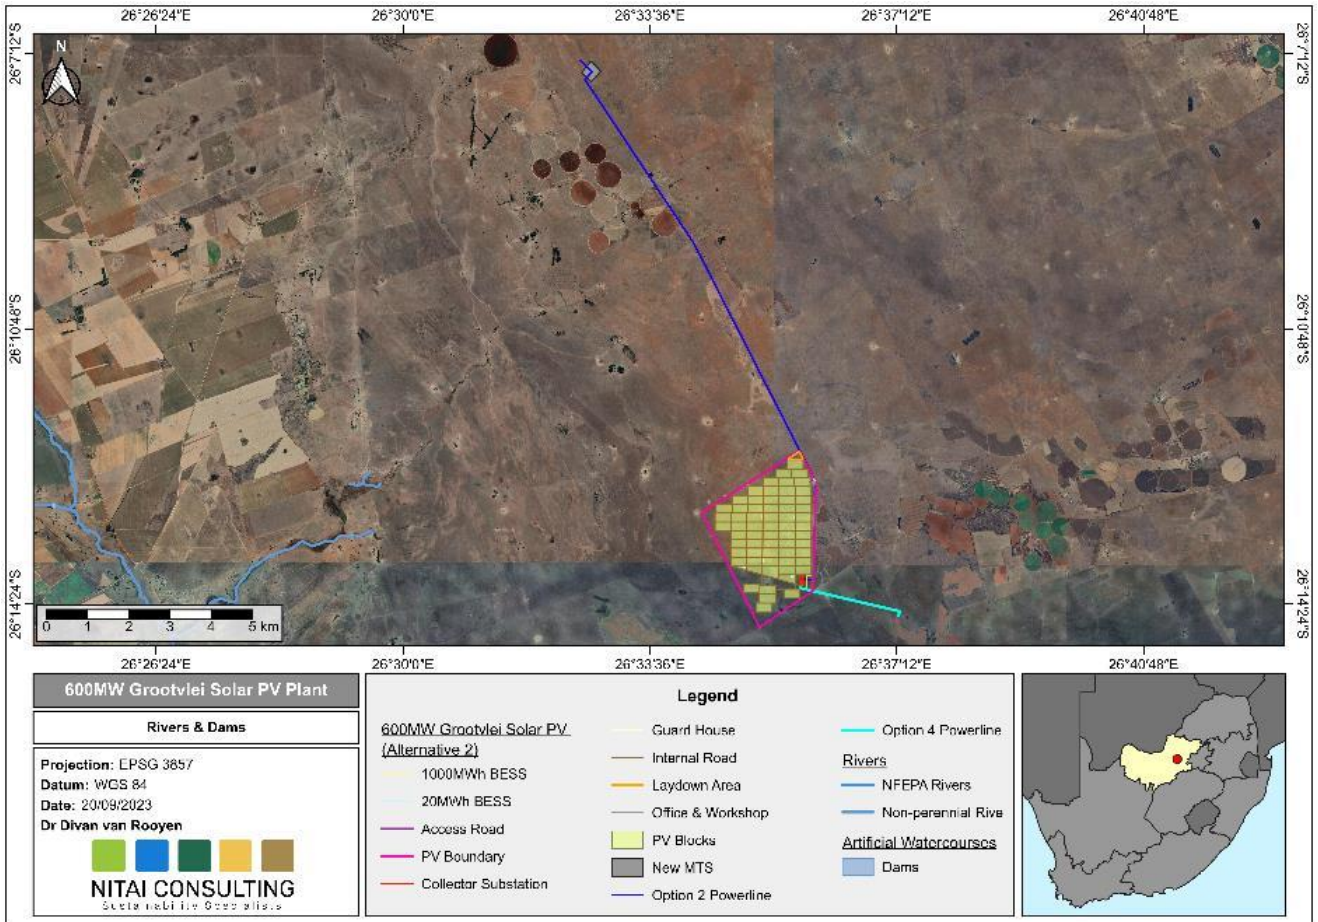 26°26'24"E 26°30'0"E 26°33'36"E 26°37'12"E 26°40'48"E
26°7'12"S 26°7'12"S
N
26°10'48"S 26°10'48"S
26°14'24"S 26°14'24"S
0 1 2 3 4 5 km
26°26'24"E 26°30'0"E 26°33'36"E 26°37'12"E 26°40'48"E
600MW Grootvlei Solar PV Plant
Rivers & Dams
Projection: EPSG 3857
Datum: WGS 84
Date: 20/09/2023
Dr Divan van Rooyen
NITAI CONSULTING
Sustainability Specialists
Legend
600MW Grootvlei Solar PV
(Alternative 2)
1000MWh BESS
20MWh BESS
Access Road
PV Boundary
Collector Substation
Guard House
Internal Road
Laydown Area
Office & Workshop
PV Blocks
New MTS
Option 2 Powerline
Option 4 Powerline
Rivers
NFEPA Rivers
Non-perennial Rive
Artificial Watercourses
Dams